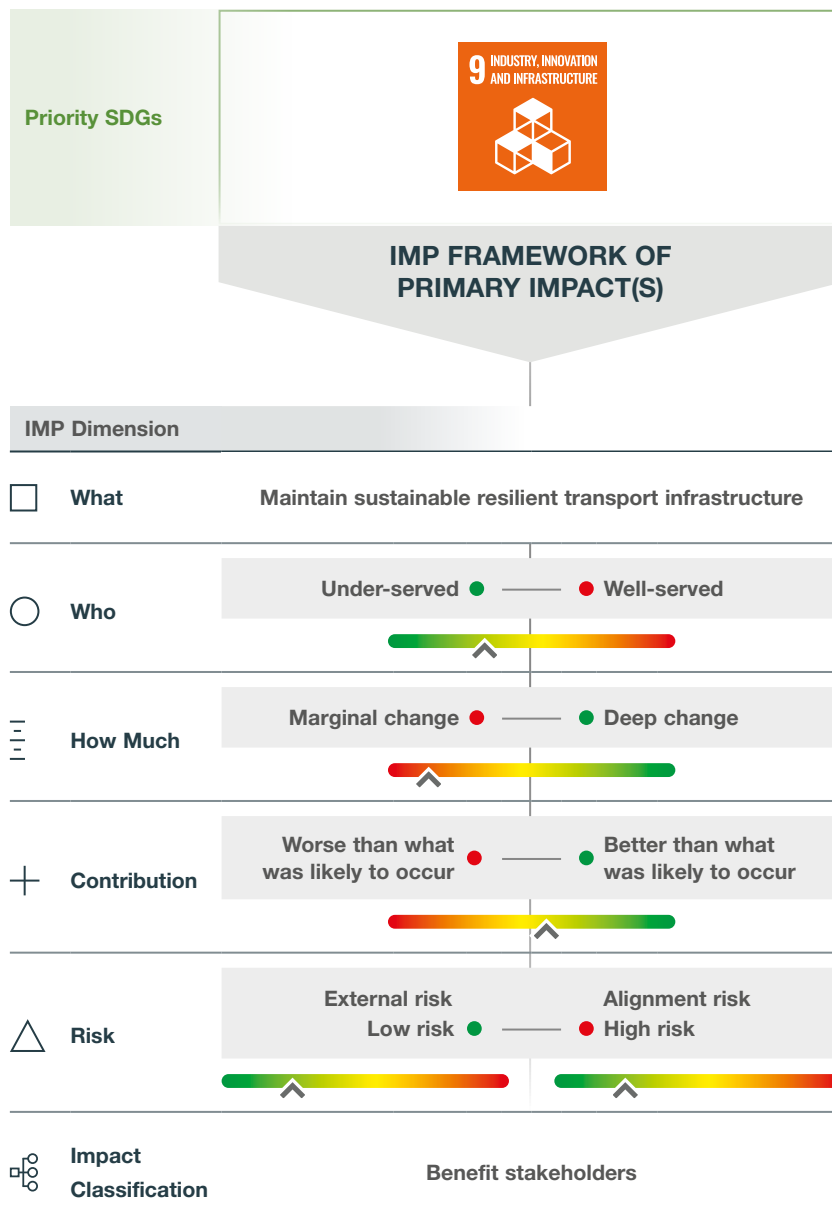 Priority SDGs
9 INDUSTRY, INNOVATION
AND INFRASTRUCTURE
IMP FRAMEWORK OF
PRIMARY IMPACT(S)
IMP Dimension
What
Maintain sustainable resilient transport infrastructure
Who
Under-served
Well-served
How Much
Marginal change
Deep change
Contribution
Worse than what
was likely to occur
Better than what
was likely to occur
Risk
External risk
Low risk
Alignment risk
High risk
Impact
Classification
Benefit stakeholders